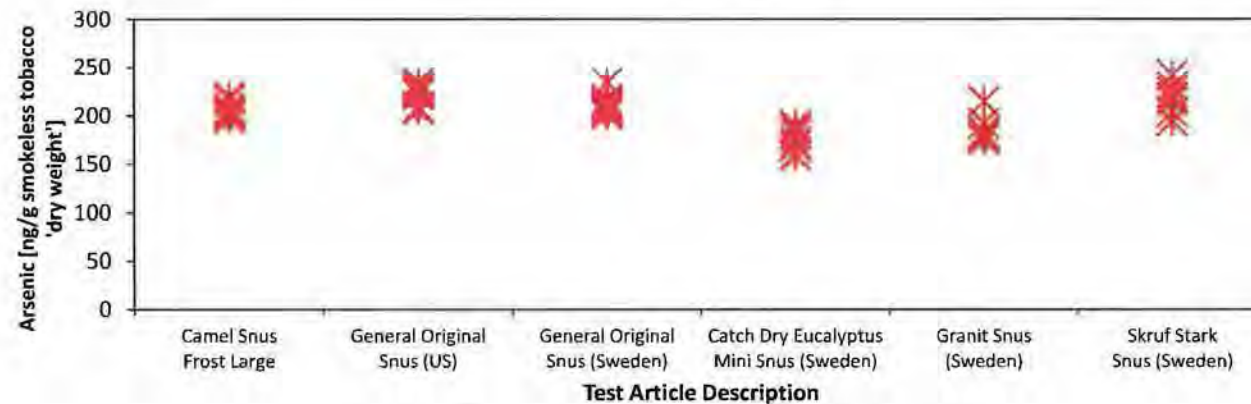 Arsenic [ng/g smokeless tobacco
'dry weight']
300
250
200
150
100
50
0
Camel Snus
Frost Large
General Original
Snus (US)
General Original
Snus (Sweden)
Catch Dry Eucalyptus
Mini Snus (Sweden)
Granit Snus
(Sweden)
Skruf Stark
Snus (Sweden)
Test Article Description